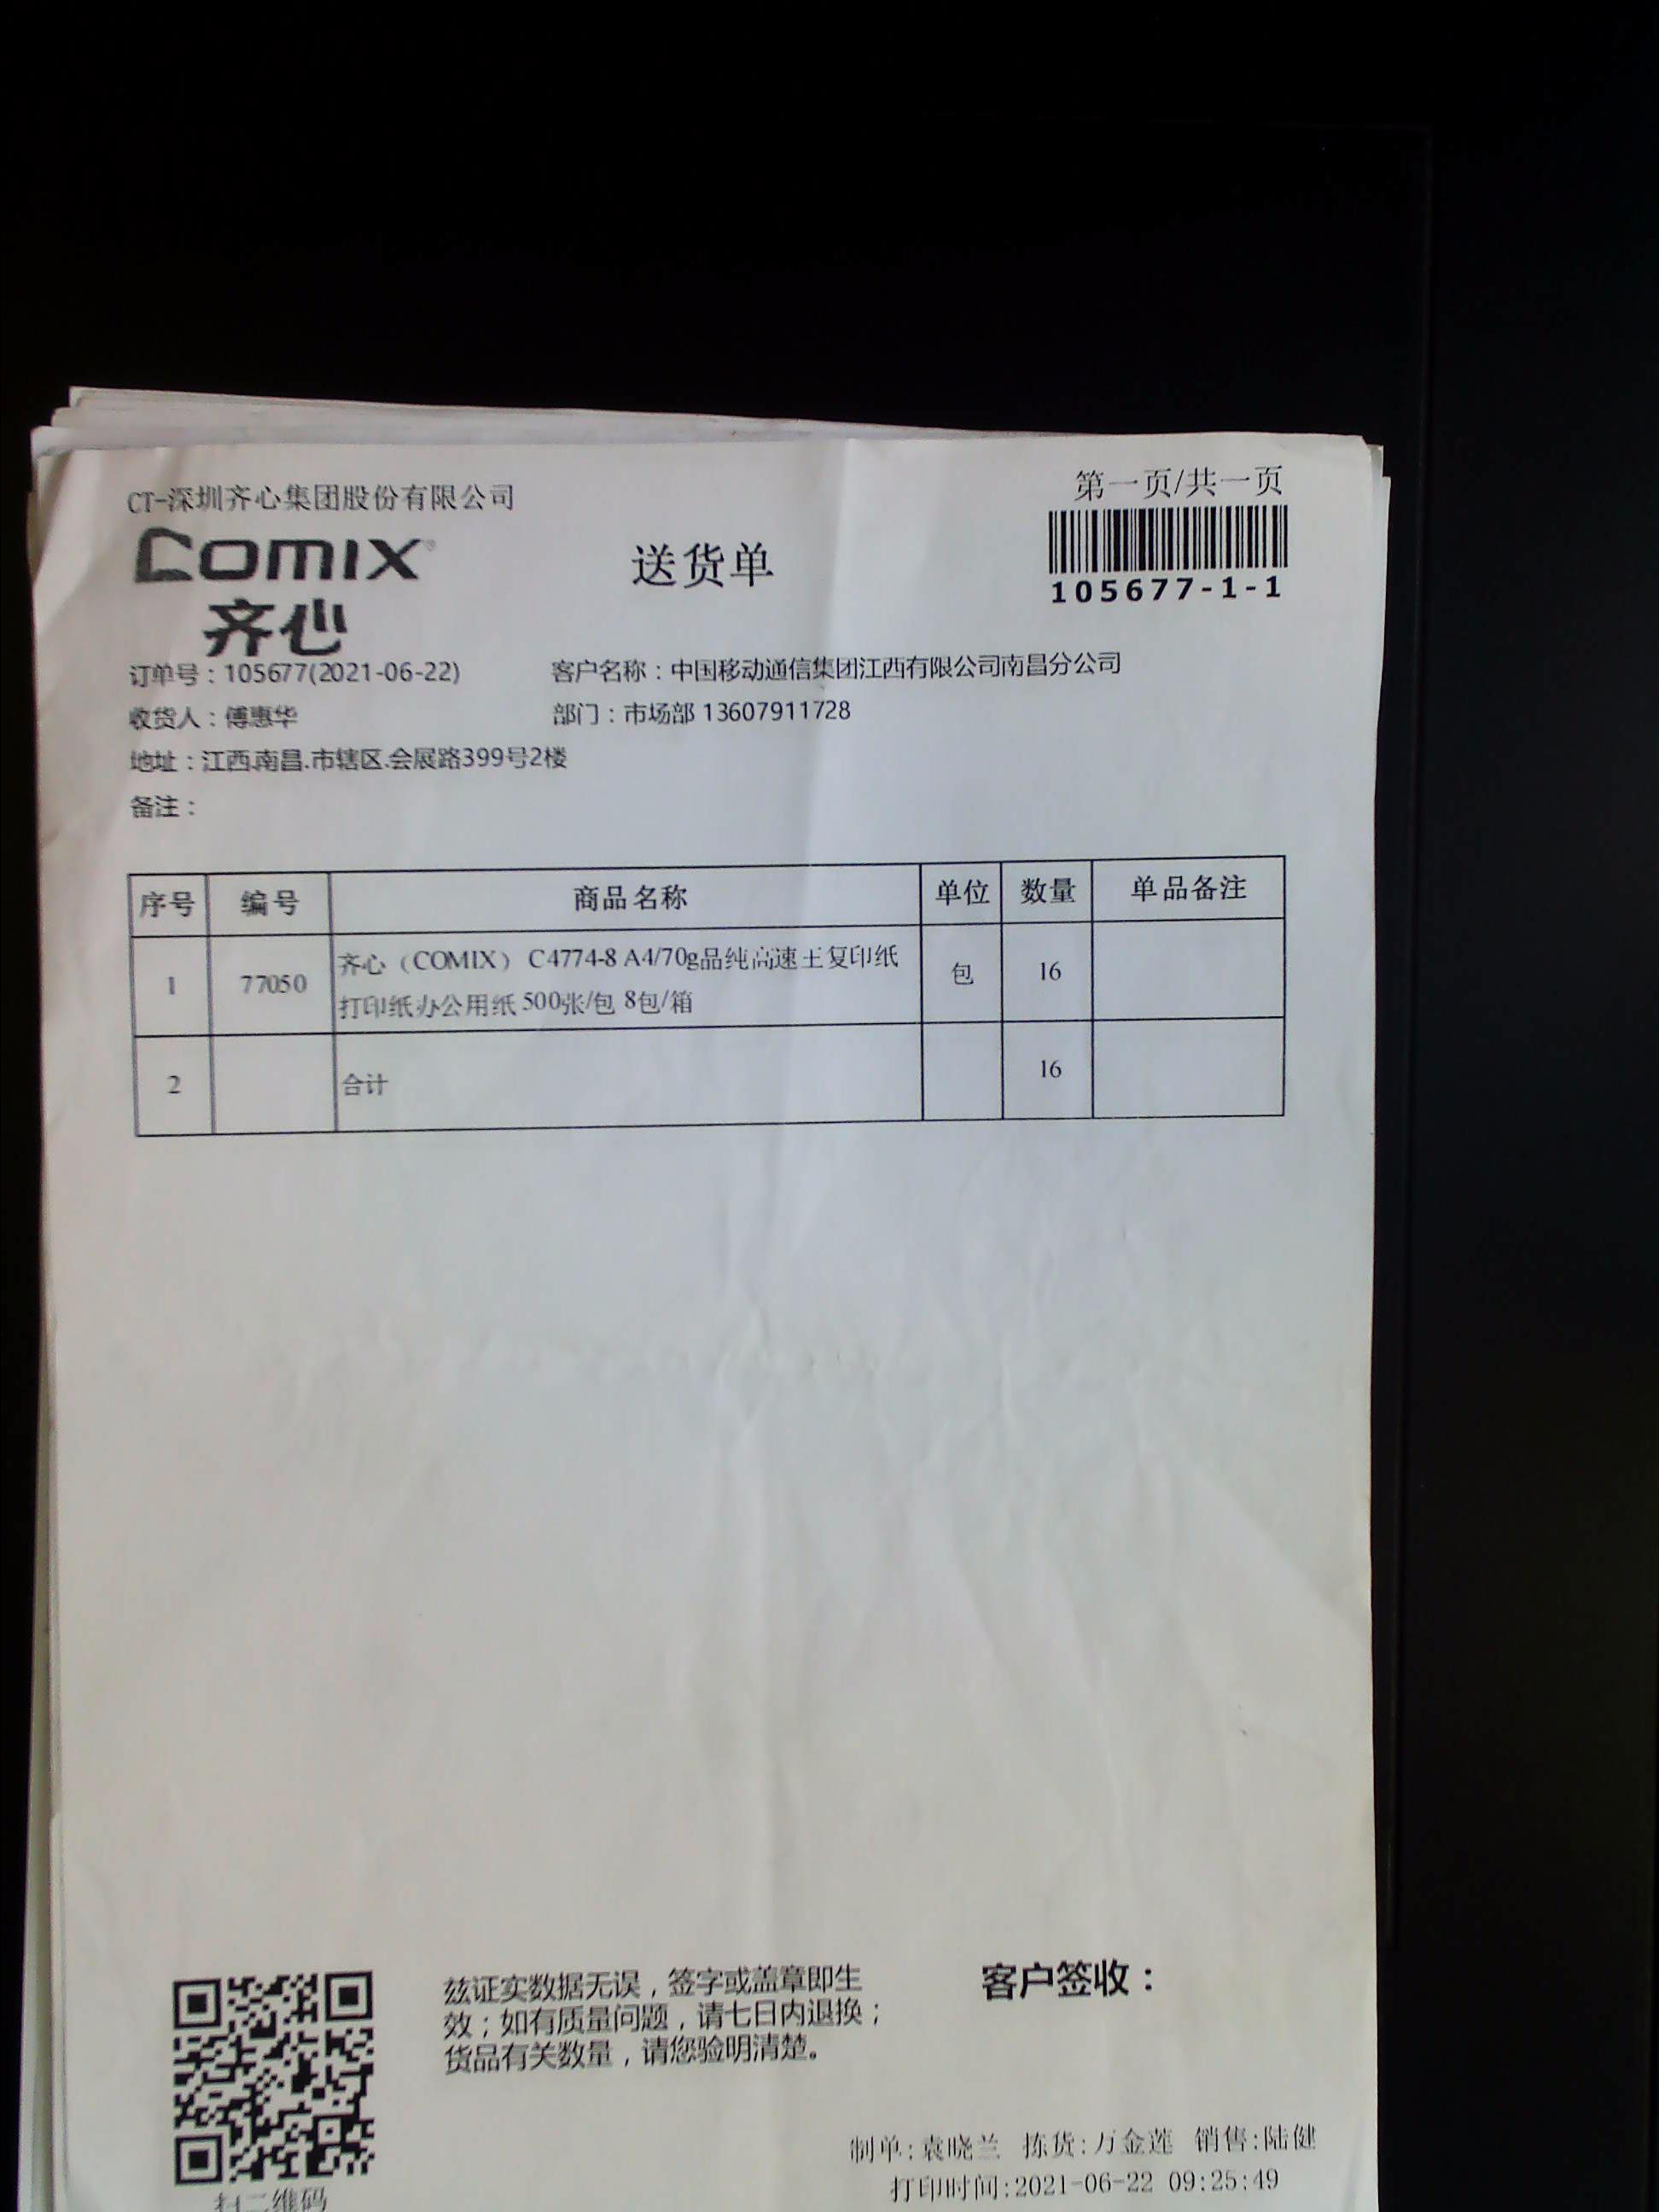 第一页/共一页
CT-深圳齐心集团股份有限公司
COMIX
齐心
送货单
105677-1-1
订单号：105677(2021-06-22)
客户名称：中国移动通信集团江西有限公司南昌分公司
收货人：傅惠华
部门：市场部 13607911728
地址：江西.南昌.市辖区.会展路399号2楼
备注：
序号 编号 商品名称 单位 数量 单品备注
1 77050 齐心（COMIX） C4774-8 A4/70g品纯高速王复印纸 包 16
打印纸办公用纸 500张/包 8包/箱
2 合计 16
兹证实数据无误，签字或盖章即生
效；如有质量问题，请七日内退换；
货品有关数量，请您验明清楚。
客户签收：
扫二维码
制单:袁晓兰 拣货:万金莲 销售:陆健
打印时间:2021-06-22 09:25:49